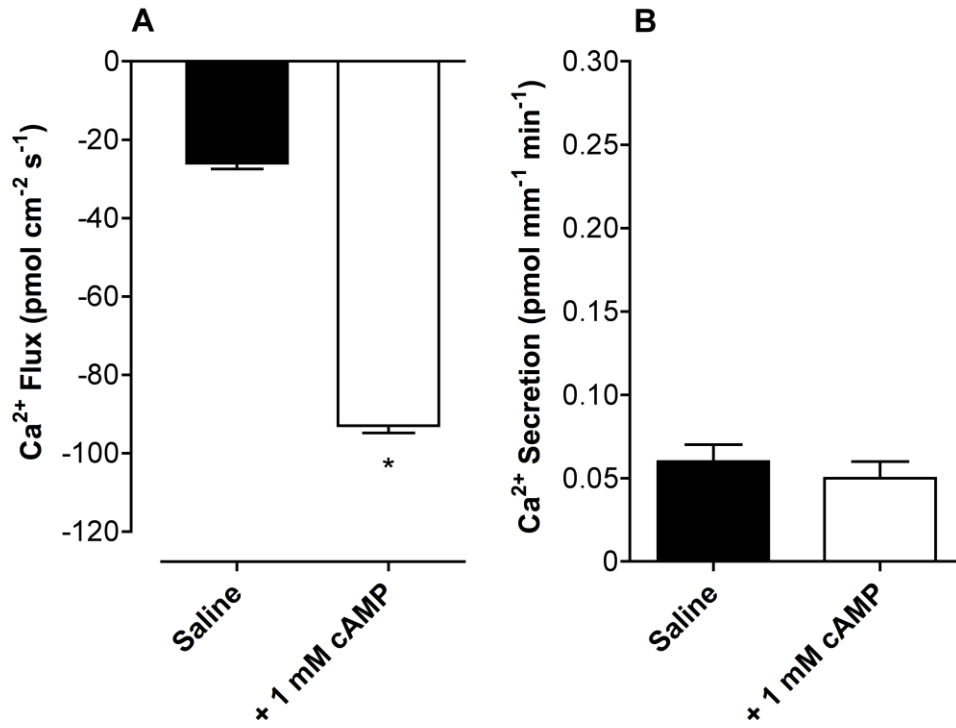 A
Ca²⁺ Flux (pmol cm⁻² s⁻¹)
0
-20
-40
-60
-80
-100
-120
*
Saline
+ 1 mM cAMP
B
Ca²⁺ Secretion (pmol mm⁻¹ min⁻¹)
0.30
0.25
0.20
0.15
0.10
0.05
0
Saline
+ 1 mM cAMP